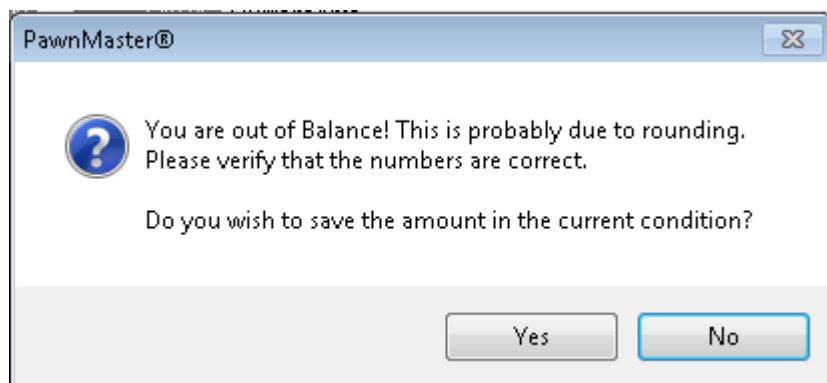 PawnMaster®
You are out of Balance! This is probably due to rounding.
Please verify that the numbers are correct.
Do you wish to save the amount in the current condition?
Yes
No